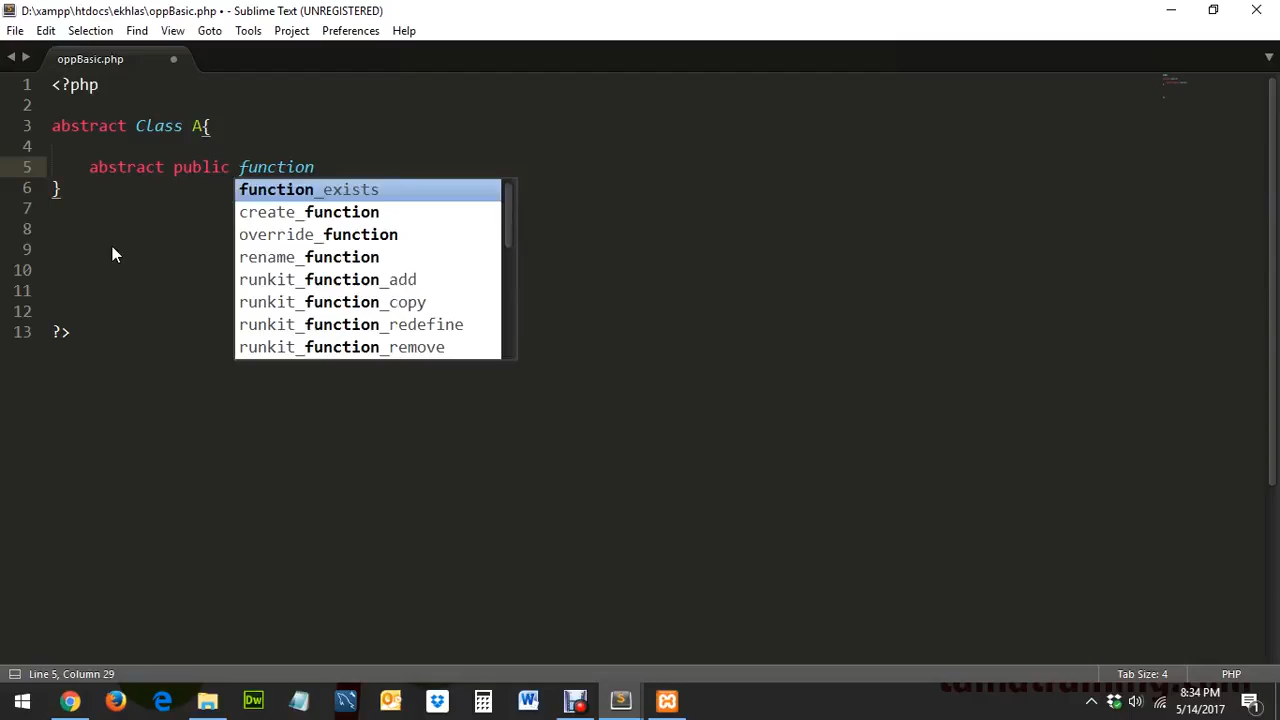 D:\xampp\htdocs\ekhlas\oppBasic.php • - Sublime Text (UNREGISTERED)
File Edit Selection Find View Goto Tools Project Preferences Help
oppBasic.php
1 <?php
2
3 abstract Class A{
4
5 abstract public function
6 }
function_exists
7
create_function
8
override_function
9
rename_function
10
runkit_function_add
11
runkit_function_copy
12
runkit_function_redefine
13 ?>
runkit_function_remove
Line 5, Column 29
Tab Size: 4
PHP
Dw
W
S
8:34 PM
5/14/2017
1